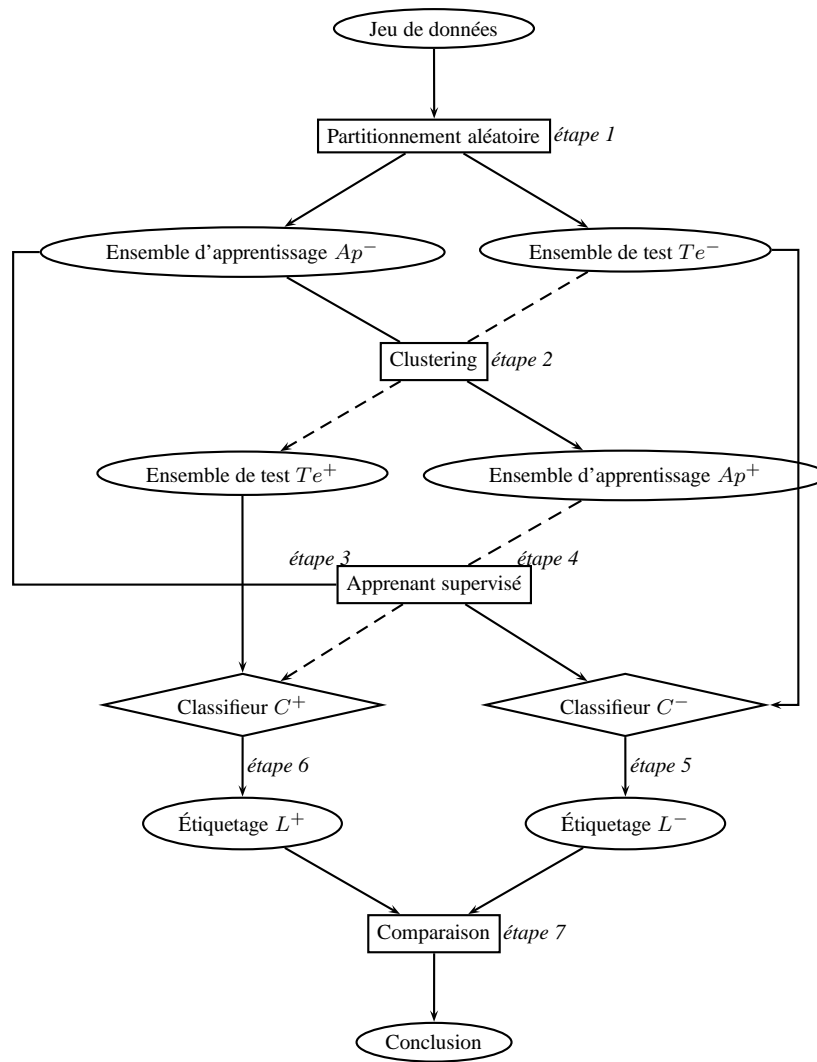 Jeu de données
Partitionnement aléatoire étape 1
Ensemble d'apprentissage Ap⁻
Ensemble de test Te⁻
Clustering étape 2
Ensemble de test Te⁺
Ensemble d'apprentissage Ap⁺
étape 3
étape 4
Apprenant supervisé
Classifieur C⁺
Classifieur C⁻
étape 6
étape 5
Étiquetage L⁺
Étiquetage L⁻
Comparaison étape 7
Conclusion